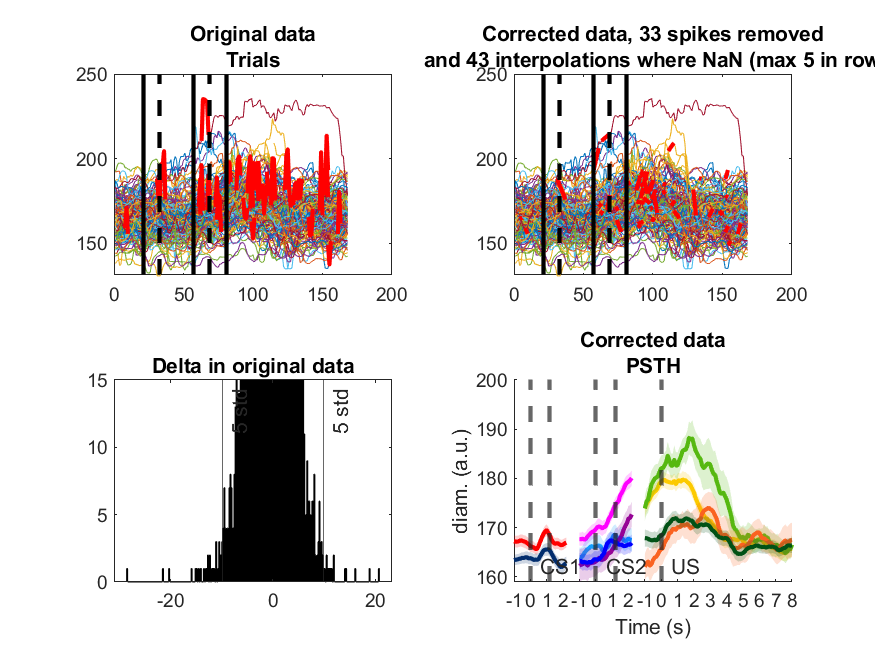 Original data
Trials
250
200
150
0 50 100 150 200
Corrected data, 33 spikes removed
and 43 interpolations where NaN (max 5 in row
250
200
150
0 50 100 150 200
Delta in original data
15
10
5
0
5 std
5 std
-20 0 20
Corrected data
PSTH
200
190
180
170
160
diam. (a.u.)
CS1 CS2 US
-1 0 1 2 -1 0 1 2 -1 0 1 2 3 4 5 6 7 8
Time (s)